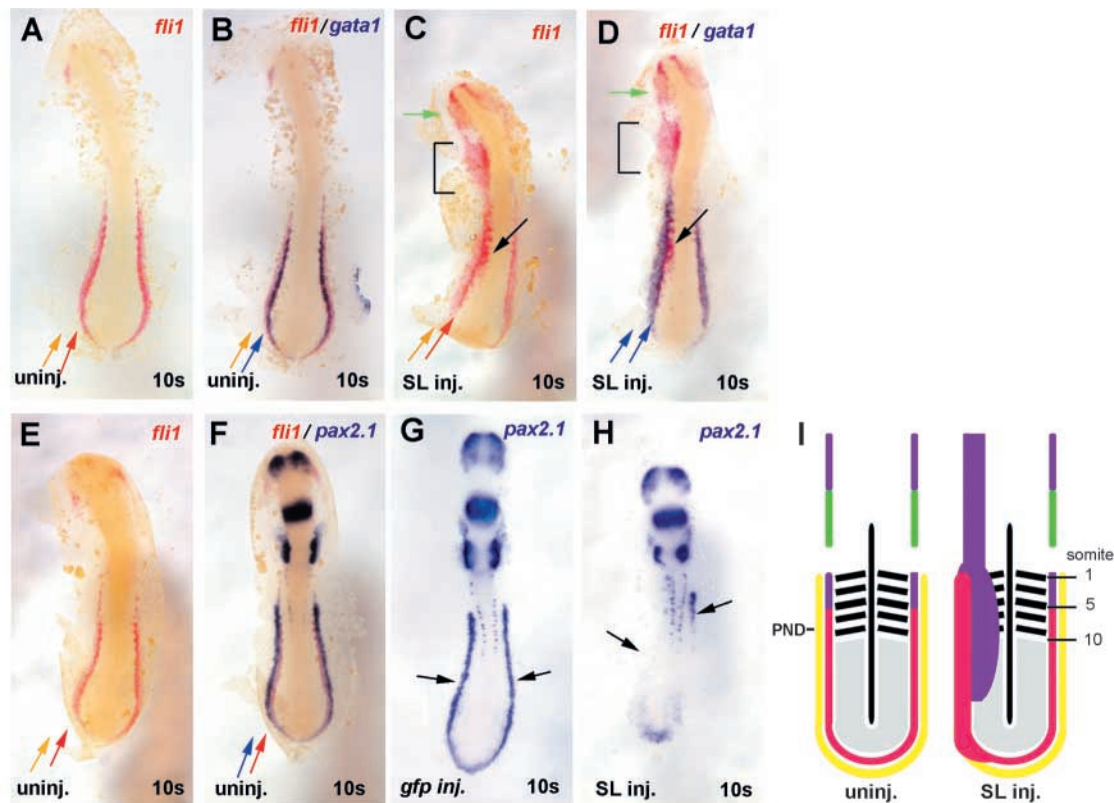 A fli1
uninj. 10s
B fli1/gata1
uninj. 10s
C fli1
SL inj. 10s
D fli1 / gata1
SL inj. 10s
E fli1
uninj. 10s
F fli1/pax2.1
uninj. 10s
G pax2.1
gfp inj. 10s
H pax2.1
SL inj. 10s
I
somite
1
5
10
PND
uninj. SL inj.